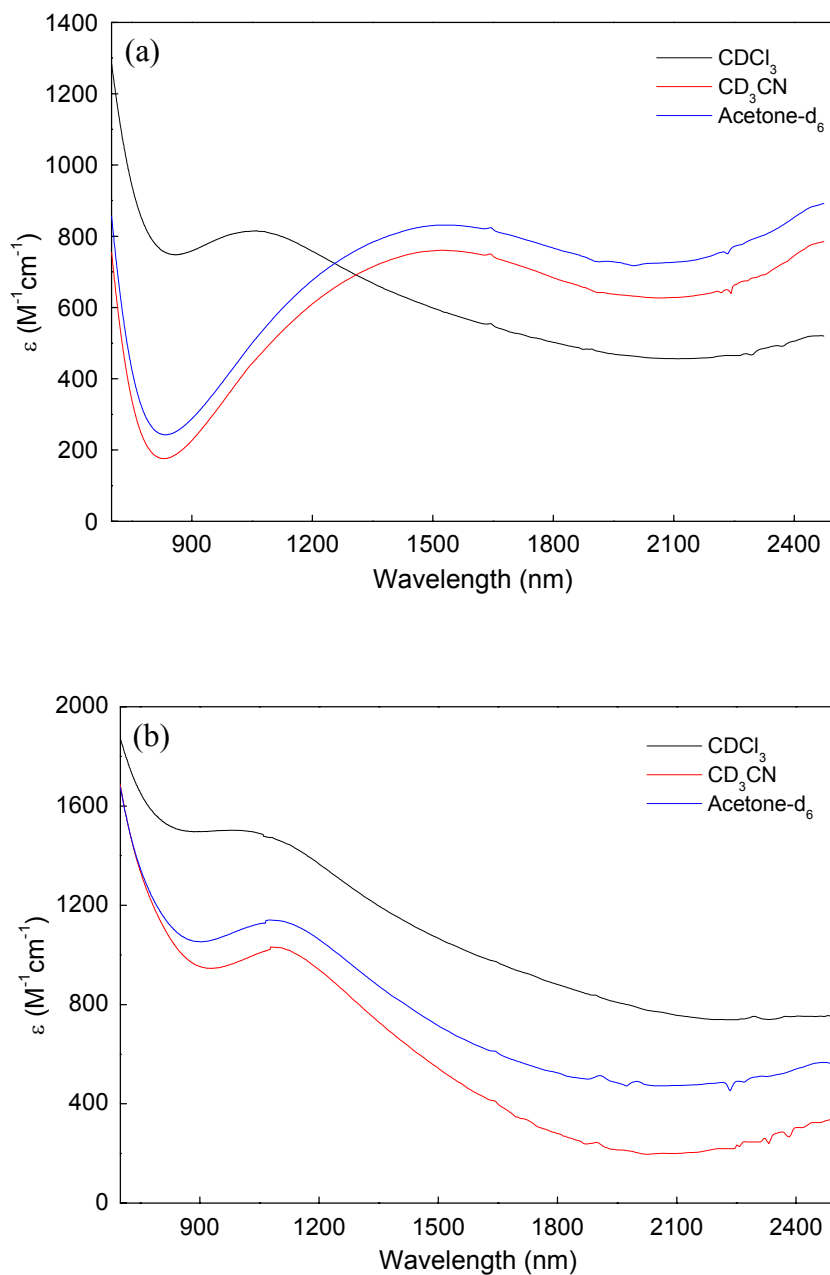 (a)
CDCl3
CD3CN
Acetone-d6
ε (M-1cm-1)
1400
1200
1000
800
600
400
200
0
900 1200 1500 1800 2100 2400
Wavelength (nm)
(b)
CDCl3
CD3CN
Acetone-d6
ε (M-1cm-1)
2000
1600
1200
800
400
0
900 1200 1500 1800 2100 2400
Wavelength (nm)